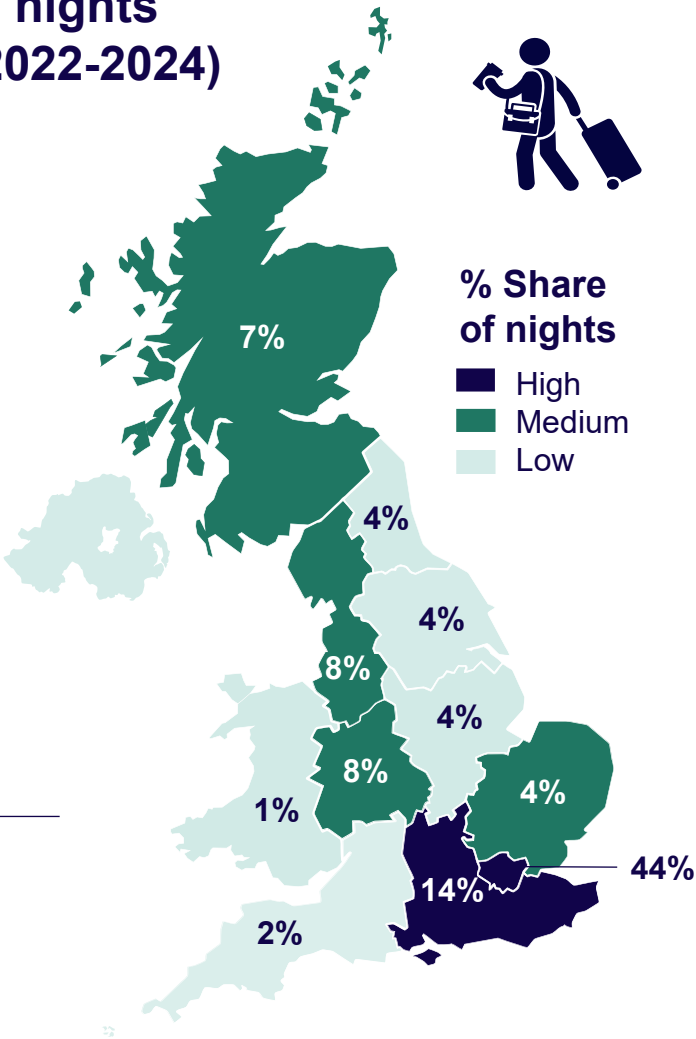 nights
2022-2024)
% Share
of nights
High
Medium
Low
7%
4%
4%
8%
4%
8%
4%
1%
44%
14%
2%